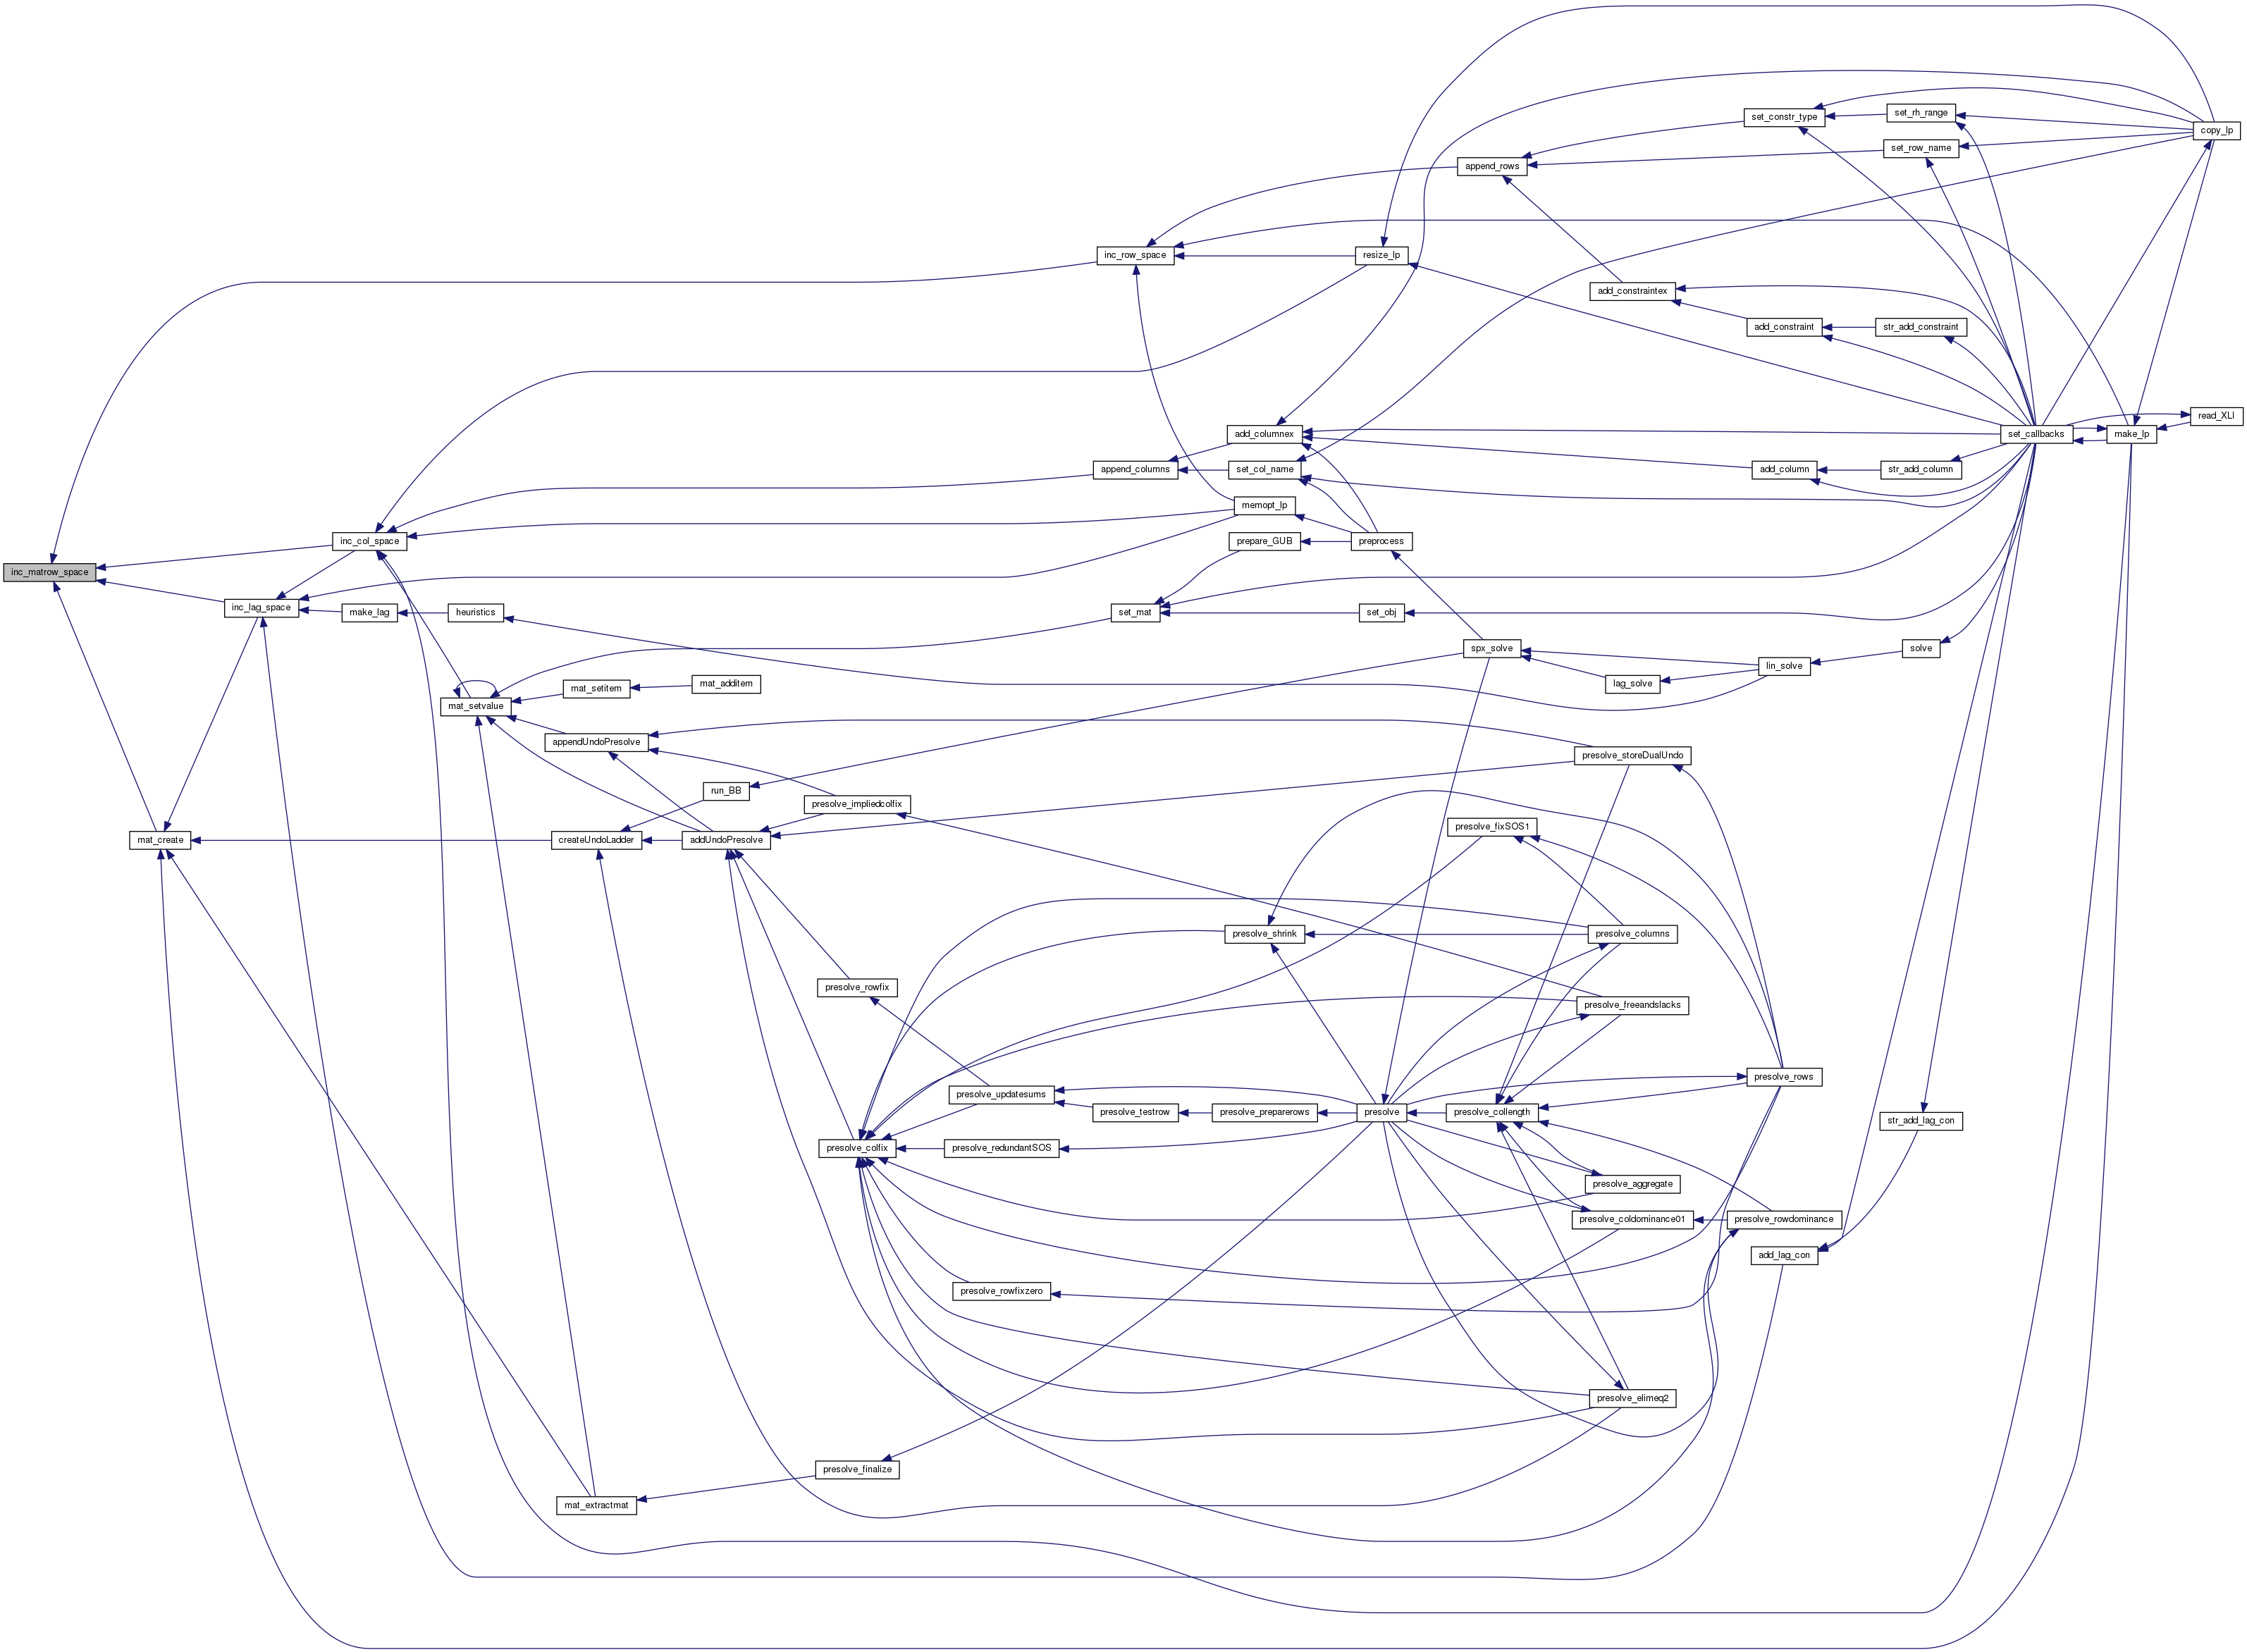 copy_lp
set_rh_range
set_constr_type
set_row_name
append_rows
inc_row_space
resize_lp
add_constraintex
add_constraint
str_add_constraint
read_XLI
add_columnex
set_callbacks
make_lp
append_columns
set_col_name
add_column
str_add_column
memopt_lp
inc_col_space
prepare_GUB
preprocess
inc_matrow_space
inc_lag_space
make_lag
heuristics
set_mat
set_obj
spx_solve
solve
lin_solve
lag_solve
mat_setitem
mat_additem
mat_setvalue
appendUndoPresolve
presolve_storeDualUndo
run_BB
presolve_impliedcolfix
presolve_fixSOS1
mat_create
createUndoLadder
addUndoPresolve
presolve_shrink
presolve_columns
presolve_rowfix
presolve_freeandslacks
presolve_rows
presolve_updatesums
presolve_testrow
presolve_preparerows
presolve
presolve_collength
str_add_lag_con
presolve_colfix
presolve_redundantSOS
presolve_aggregate
presolve_coldominance01
presolve_rowdominance
add_lag_con
presolve_rowfixzero
presolve_elimeq2
presolve_finalize
mat_extractmat